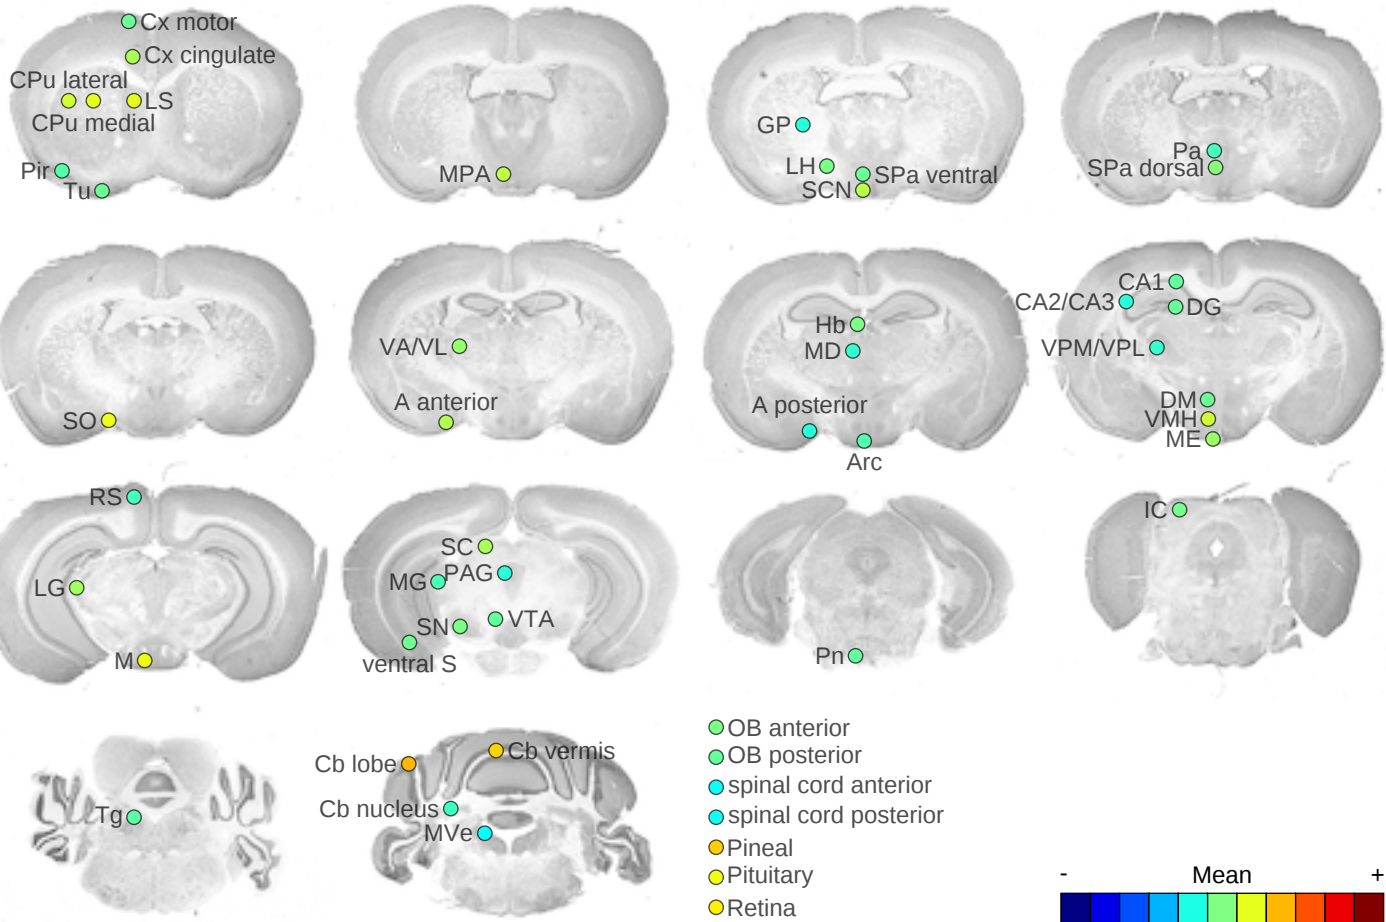 Cx motor
Cx cingulate
CPu lateral
LS
CPu medial
Pir
Tu
MPA
GP
LH
SPa ventral
SCN
Pa
SPa dorsal
SO
VA/VL
A anterior
Hb
MD
A posterior
Arc
CA1
CA2/CA3
DG
VPM/VPL
DM
VMH
ME
RS
LG
M
SC
MG
PAG
SN
VTA
ventral S
Pn
IC
Tg
Cb lobe
Cb vermis
Cb nucleus
MVe
OB anterior
OB posterior
spinal cord anterior
spinal cord posterior
Pineal
Pituitary
Retina
- Mean +